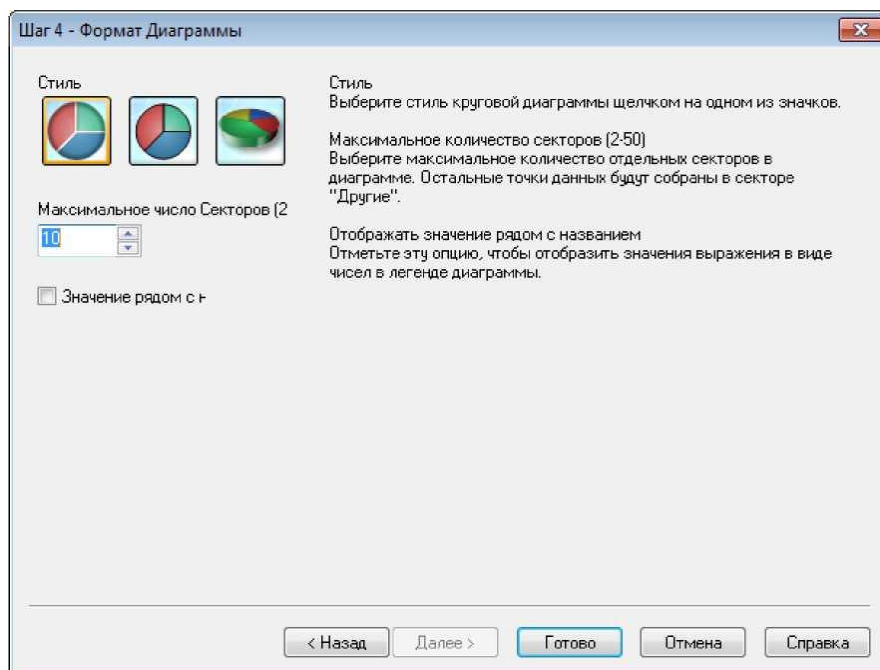 Шаг 4 - Формат Диаграммы
Стиль
Максимальное число Секторов (2
10
Значение рядом с н
Стиль
Выберите стиль круговой диаграммы щелчком на одном из значков.
Максимальное количество секторов (2-50)
Выберите максимальное количество отдельных секторов в
диаграмме. Остальные точки данных будут собраны в секторе
"Другие".
Отображать значение рядом с названием
Отметьте эту опцию, чтобы отобразить значения выражения в виде
чисел в легенде диаграммы.
< Назад
Далее >
Готово
Отмена
Справка